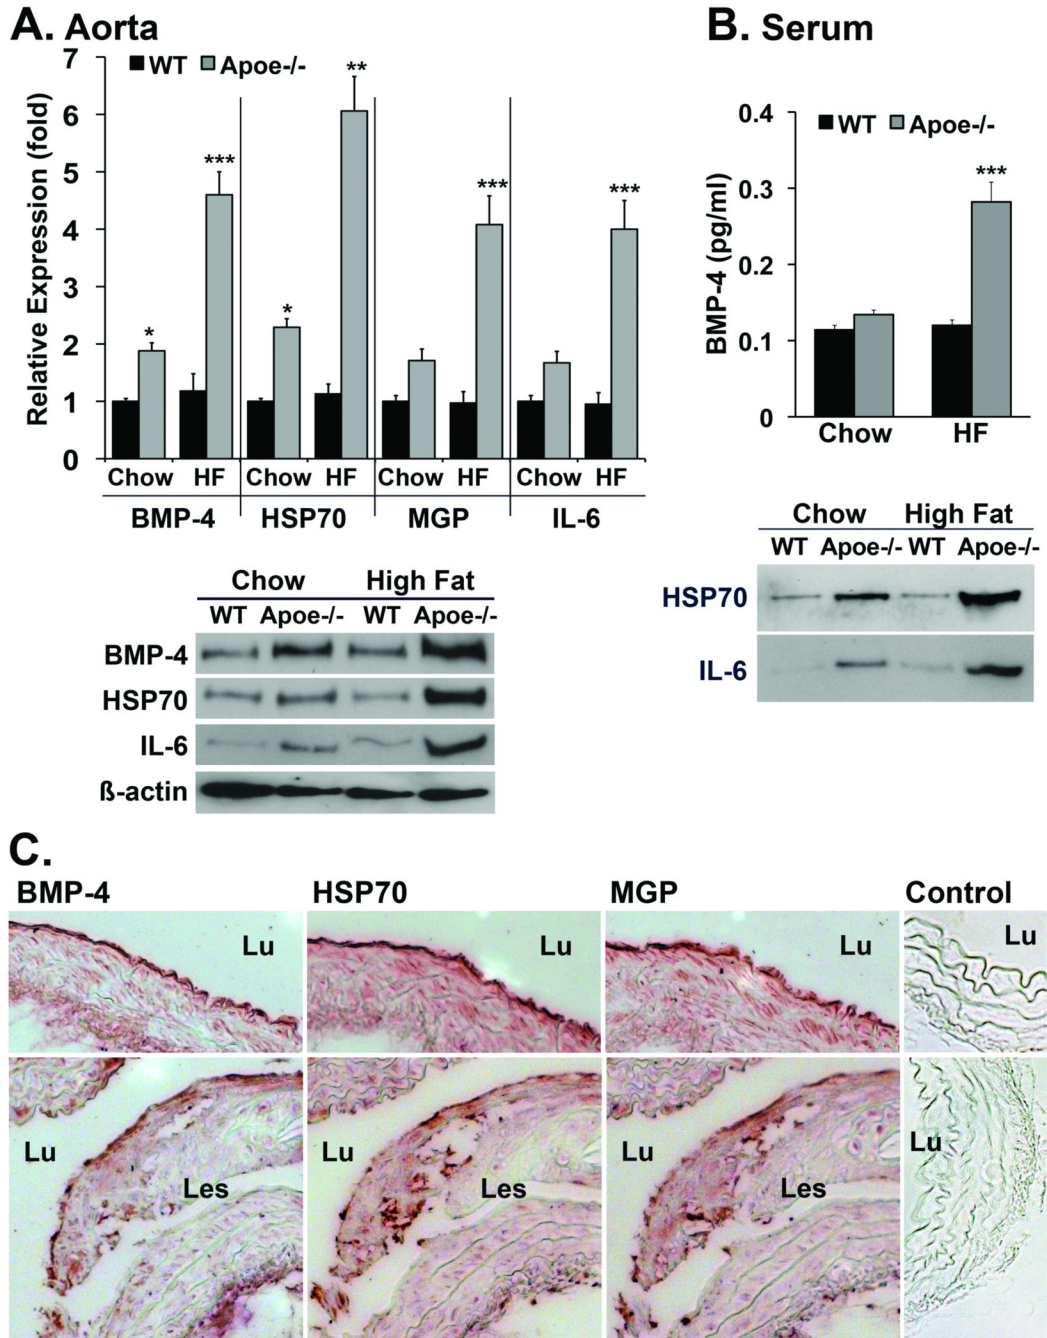 A. Aorta
7
6
5
4
3
2
1
0
Relative Expression (fold)
WT Apoe-/-
*
***
*
**
***
***
Chow HF Chow HF Chow HF Chow HF
BMP-4 HSP70 MGP IL-6
Chow High Fat
WT Apoe-/- WT Apoe-/-
BMP-4
HSP70
IL-6
ß-actin
B. Serum
0.4
0.3
0.2
0.1
0
BMP-4 (pg/ml)
WT Apoe-/-
***
Chow HF
Chow High Fat
WT Apoe-/- WT Apoe-/-
HSP70
IL-6
C.
BMP-4 HSP70 MGP Control
Lu Lu Lu Lu
Lu Les Lu Les Lu Les Lu